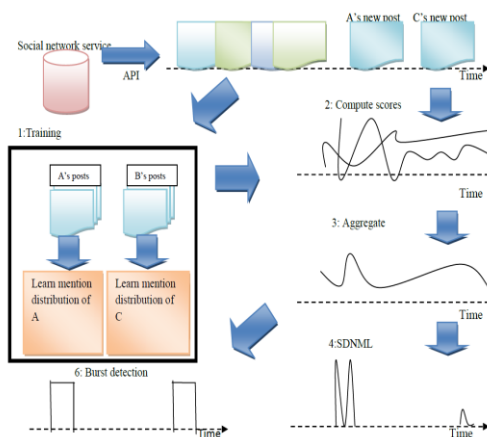 A's new post
C's new post
Social network service
API
Time
1:Training
2: Compute scores
A's posts
B's posts
Time
3: Aggregate
Learn mention
distribution of
A
Learn mention
distribution of
C
Time
4:SDNML
6: Burst detection
Time
Time